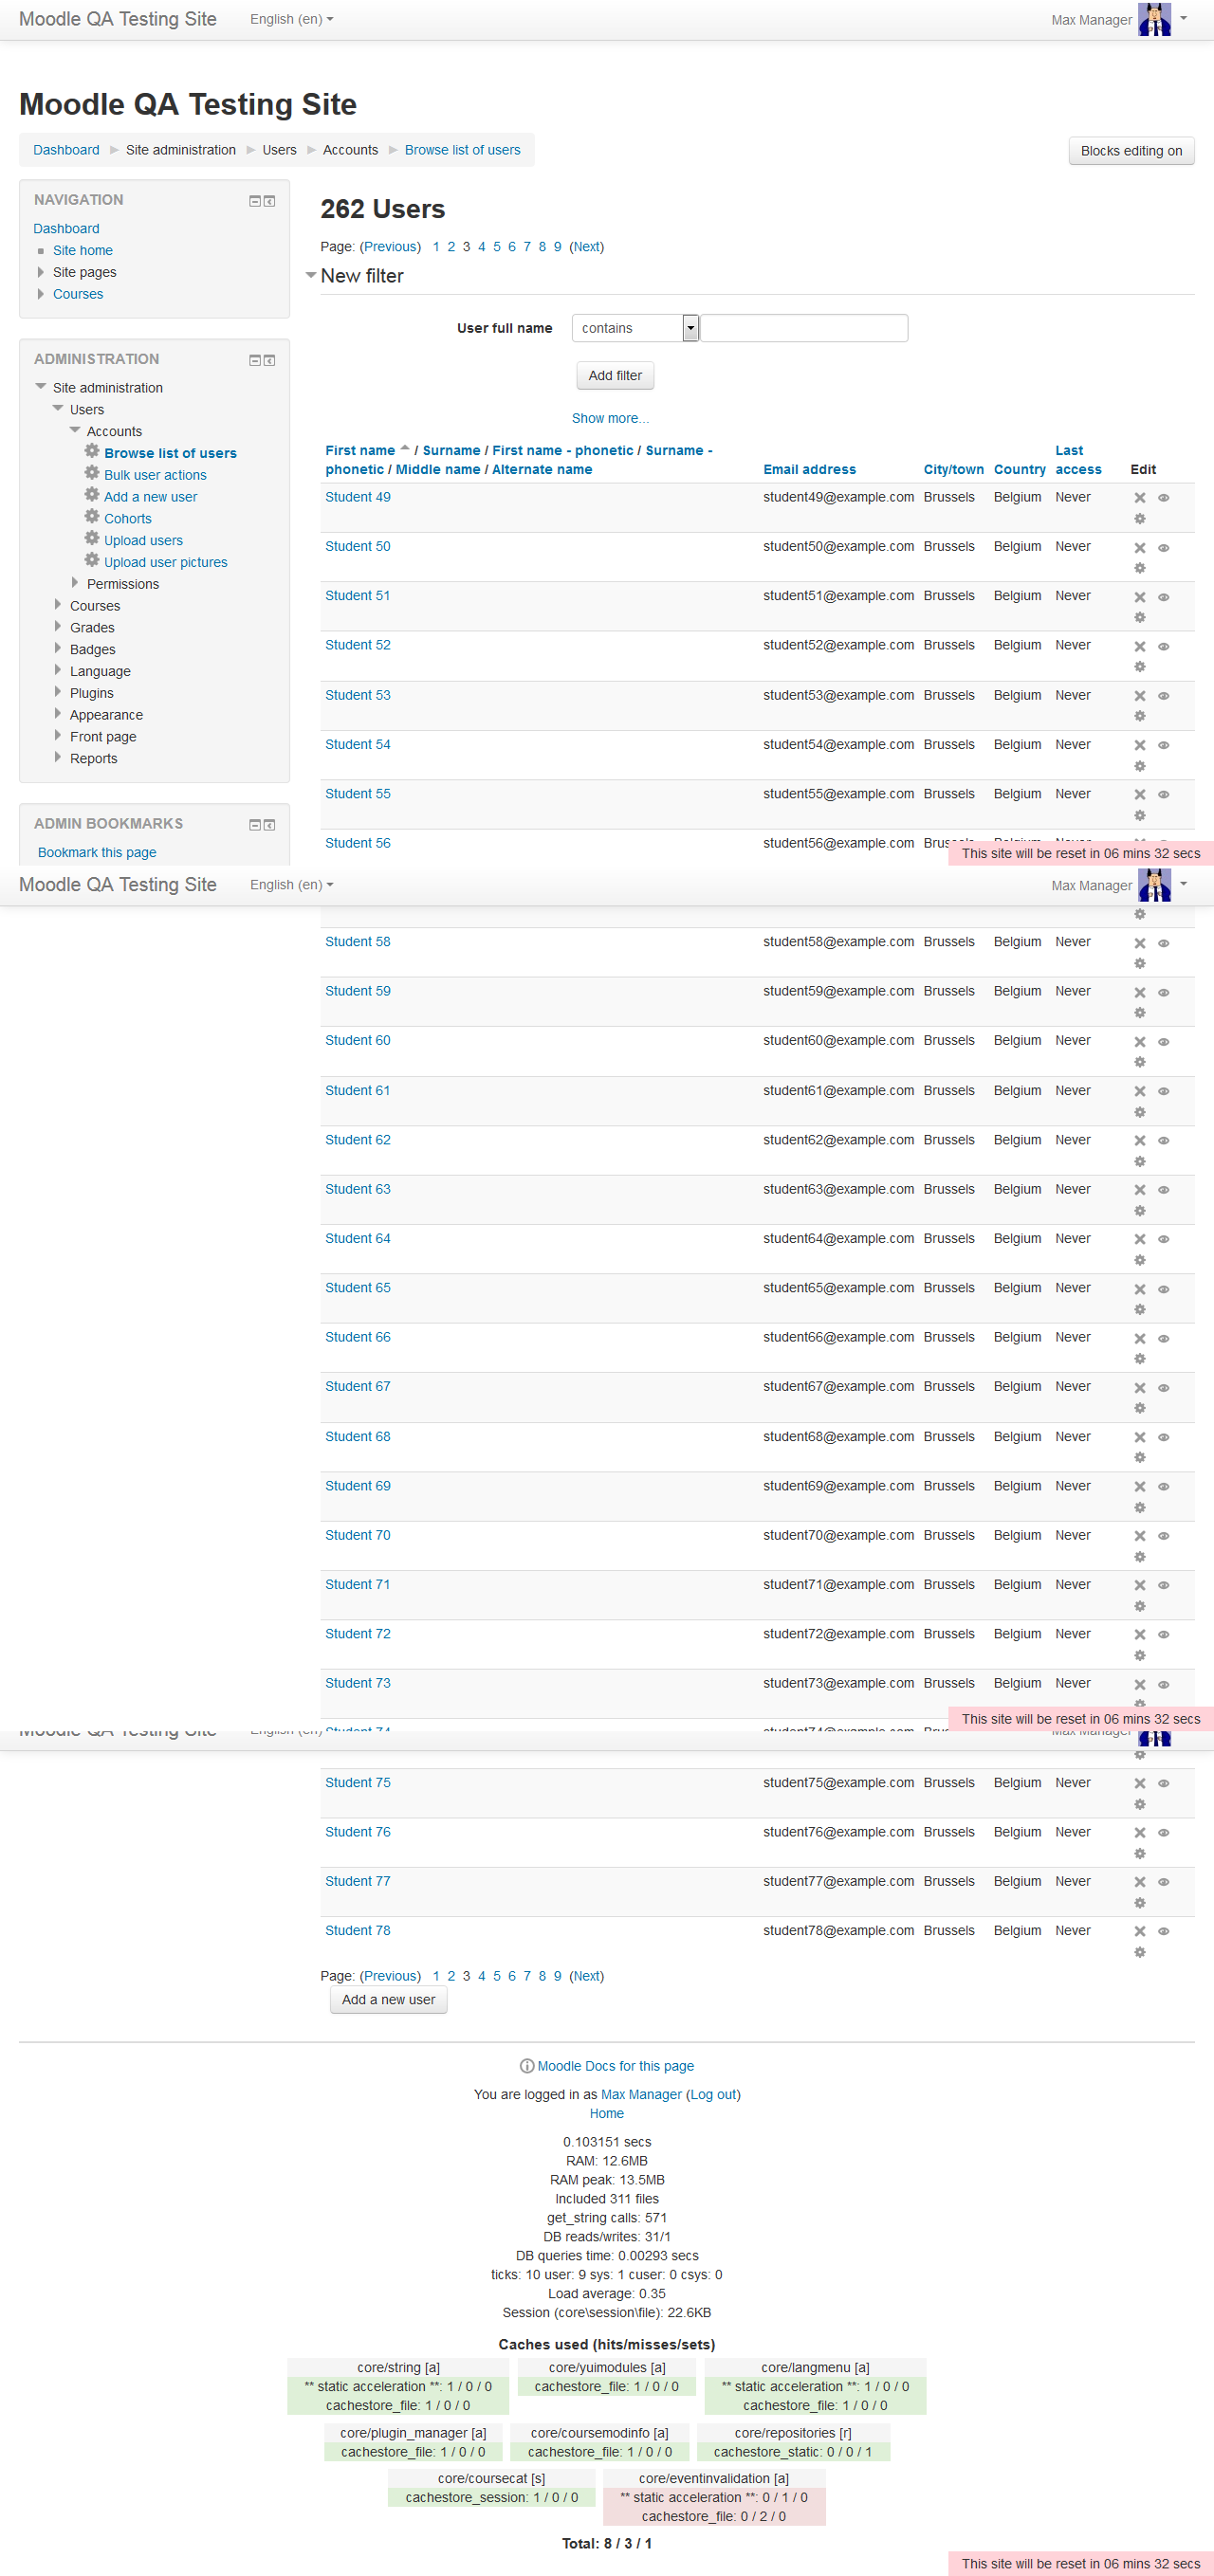 Moodle QA Testing Site English (en) Max Manager
Moodle QA Testing Site
Dashboard Site administration Users Accounts Browse list of users Blocks editing on
NAVIGATION
Dashboard
Site home
Site pages
Courses
ADMINISTRATION
Site administration
Users
Accounts
Browse list of users
Bulk user actions
Add a new user
Cohorts
Upload users
Upload user pictures
Permissions
Courses
Grades
Badges
Language
Plugins
Appearance
Front page
Reports
ADMIN BOOKMARKS
Bookmark this page
262 Users
Page: (Previous) 1 2 3 4 5 6 7 8 9 (Next)
New filter
User full name contains
Add filter
Show more...
First name / Surname / First name - phonetic / Surname - phonetic / Middle name / Alternate name Email address City/town Country Last access Edit
Student 49 student49@example.com Brussels Belgium Never
Student 50 student50@example.com Brussels Belgium Never
Student 51 student51@example.com Brussels Belgium Never
Student 52 student52@example.com Brussels Belgium Never
Student 53 student53@example.com Brussels Belgium Never
Student 54 student54@example.com Brussels Belgium Never
Student 55 student55@example.com Brussels Belgium Never
Student 56 student56@example.com
This site will be reset in 06 mins 32 secs
Moodle QA Testing Site English (en) Max Manager
Student 58 student58@example.com Brussels Belgium Never
Student 59 student59@example.com Brussels Belgium Never
Student 60 student60@example.com Brussels Belgium Never
Student 61 student61@example.com Brussels Belgium Never
Student 62 student62@example.com Brussels Belgium Never
Student 63 student63@example.com Brussels Belgium Never
Student 64 student64@example.com Brussels Belgium Never
Student 65 student65@example.com Brussels Belgium Never
Student 66 student66@example.com Brussels Belgium Never
Student 67 student67@example.com Brussels Belgium Never
Student 68 student68@example.com Brussels Belgium Never
Student 69 student69@example.com Brussels Belgium Never
Student 70 student70@example.com Brussels Belgium Never
Student 71 student71@example.com Brussels Belgium Never
Student 72 student72@example.com Brussels Belgium Never
Student 73 student73@example.com Brussels Belgium Never
This site will be reset in 06 mins 32 secs
Student 75 student75@example.com Brussels Belgium Never
Student 76 student76@example.com Brussels Belgium Never
Student 77 student77@example.com Brussels Belgium Never
Student 78 student78@example.com Brussels Belgium Never
Page: (Previous) 1 2 3 4 5 6 7 8 9 (Next)
Add a new user
Moodle Docs for this page
You are logged in as Max Manager (Log out)
Home
0.103151 secs
RAM: 12.6MB
RAM peak: 13.5MB
Included 311 files
get_string calls: 571
DB reads/writes: 31/1
DB queries time: 0.00293 secs
ticks: 10 user: 9 sys: 1 cuser: 0 csys: 0
Load average: 0.35
Session (core\session\file): 22.6KB
Caches used (hits/misses/sets)
core/string [a] core/yuimodules [a] core/langmenu [a]
** static acceleration **: 1 / 0 / 0 cachestore_file: 1 / 0 / 0 ** static acceleration **: 1 / 0 / 0
cachestore_file: 1 / 0 / 0 cachestore_file: 1 / 0 / 0
core/plugin_manager [a] core/coursemodinfo [a] core/repositories [r]
cachestore_file: 1 / 0 / 0 cachestore_file: 1 / 0 / 0 cachestore_static: 0 / 0 / 1
core/coursecat [s] core/eventinvalidation [a]
cachestore_session: 1 / 0 / 0 ** static acceleration **: 0 / 1 / 0
cachestore_file: 0 / 2 / 0
Total: 8 / 3 / 1
This site will be reset in 06 mins 32 secs